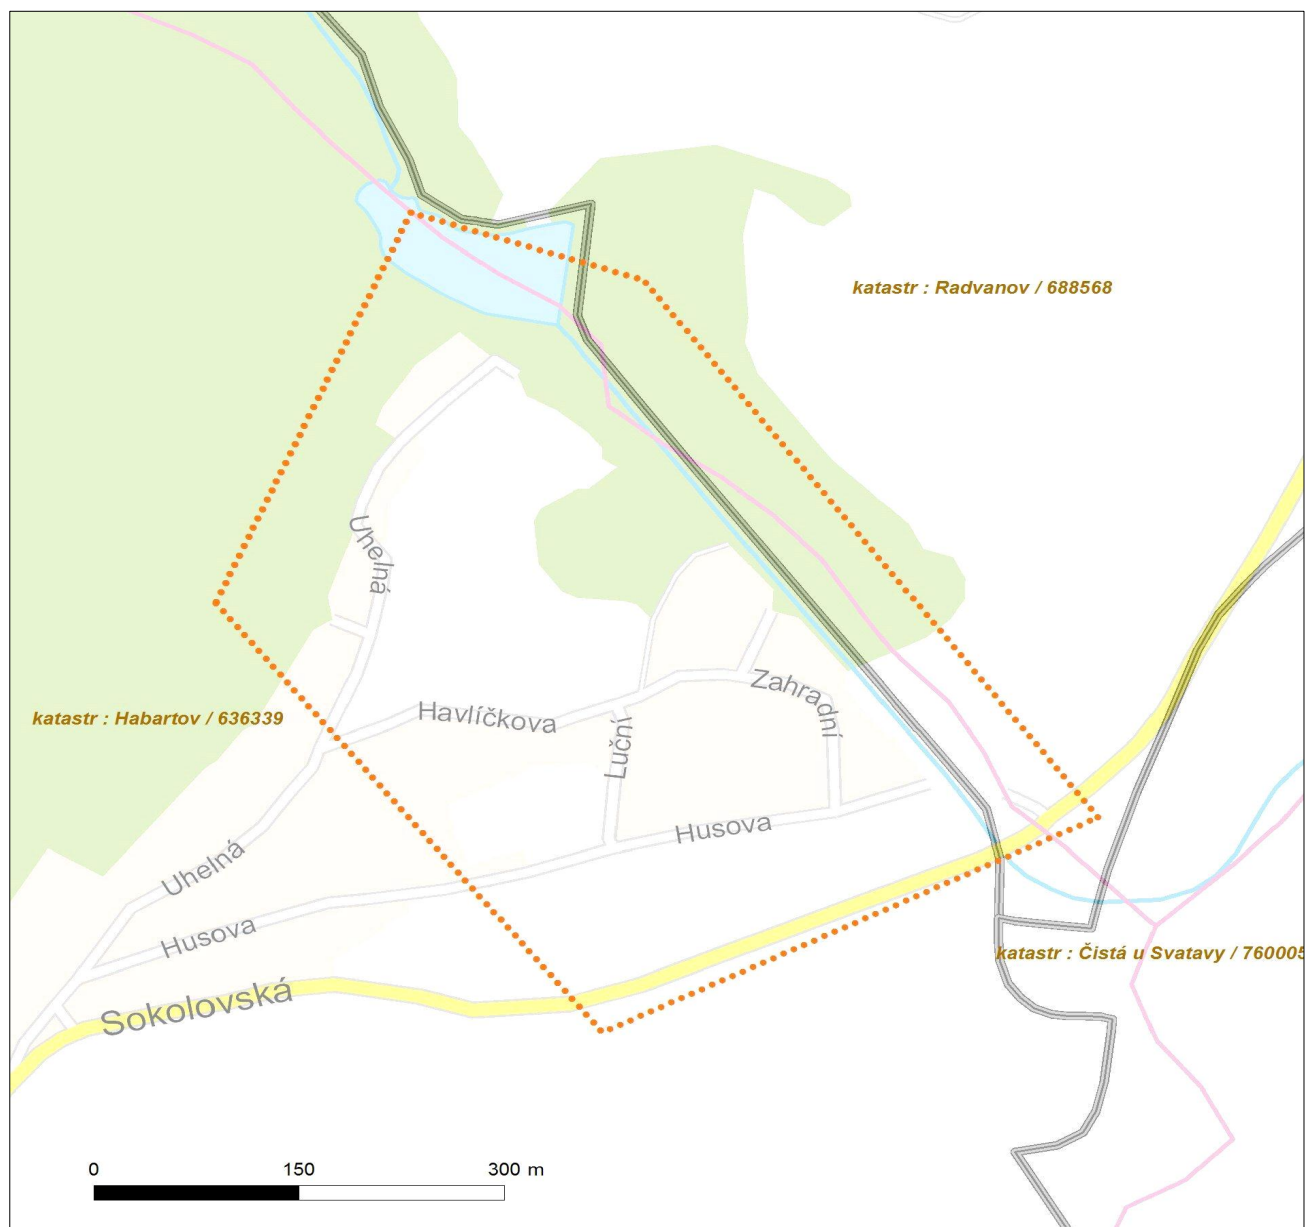 katastr : Radvanov / 688568
Uhelná
Zahradní
katastr : Habartov / 636339
Havlíčkova
Luční
Husova
Uhelná
Husova
katastr : Čistá u Svatavy / 760005
Sokolovská
0 150 300 m